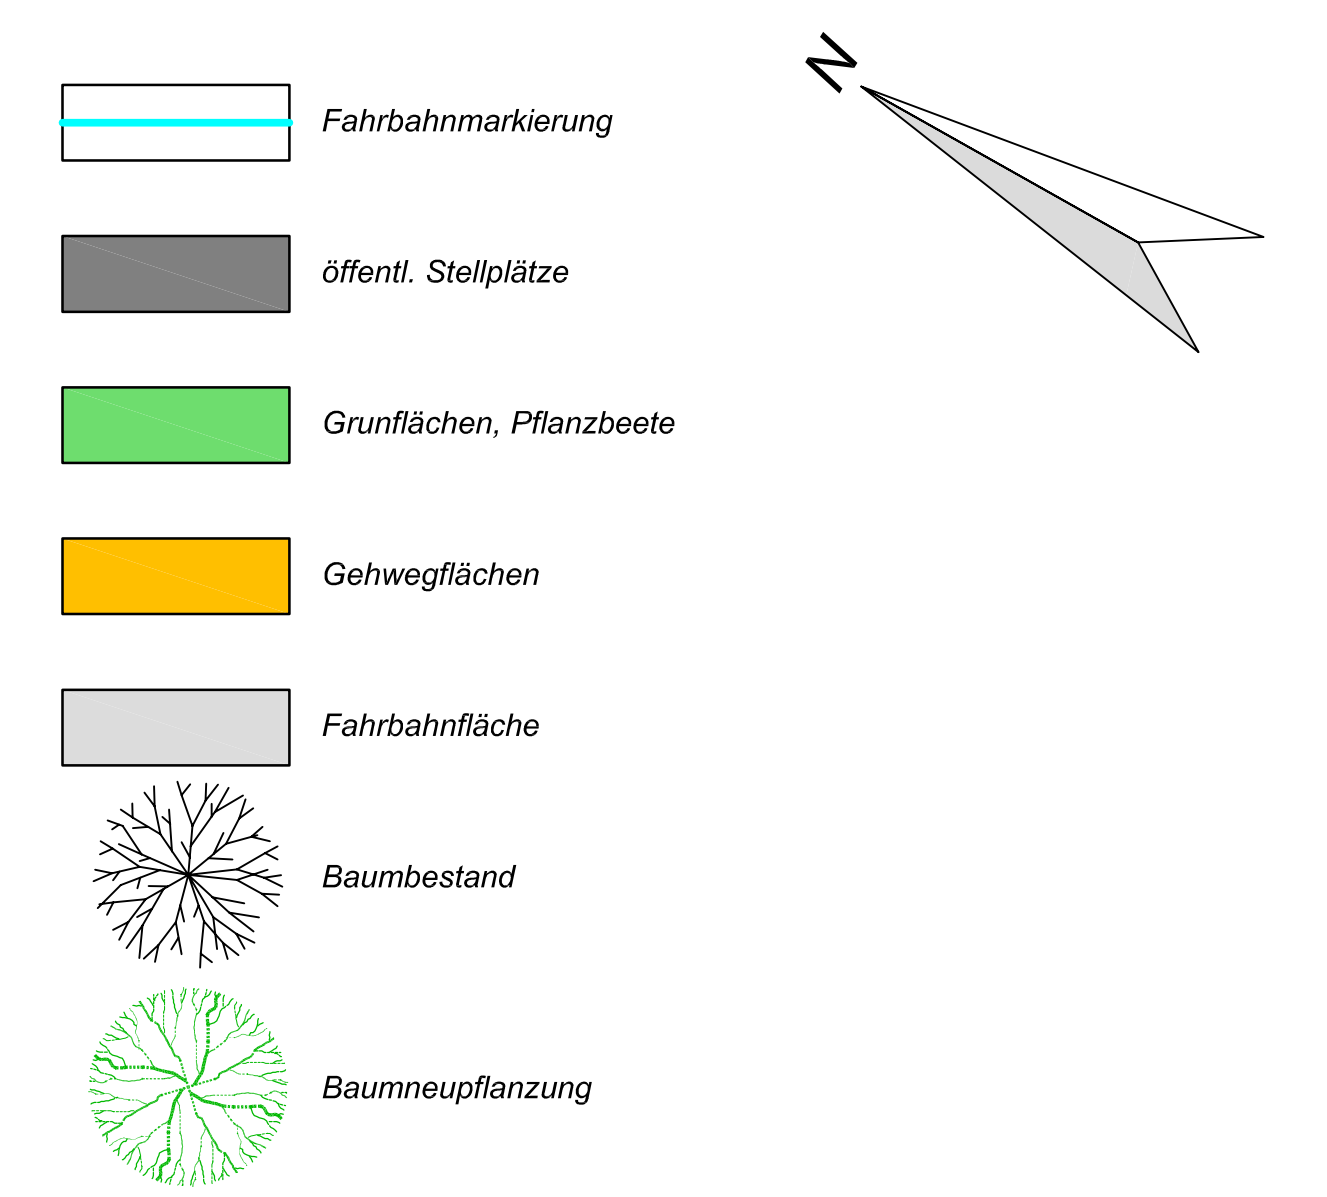 N
Fahrbahnmarkierung
öffentl. Stellplätze
Grunflächen, Pflanzbeete
Gehwegflächen
Fahrbahnfläche
Baumbestand
Baumneupflanzung